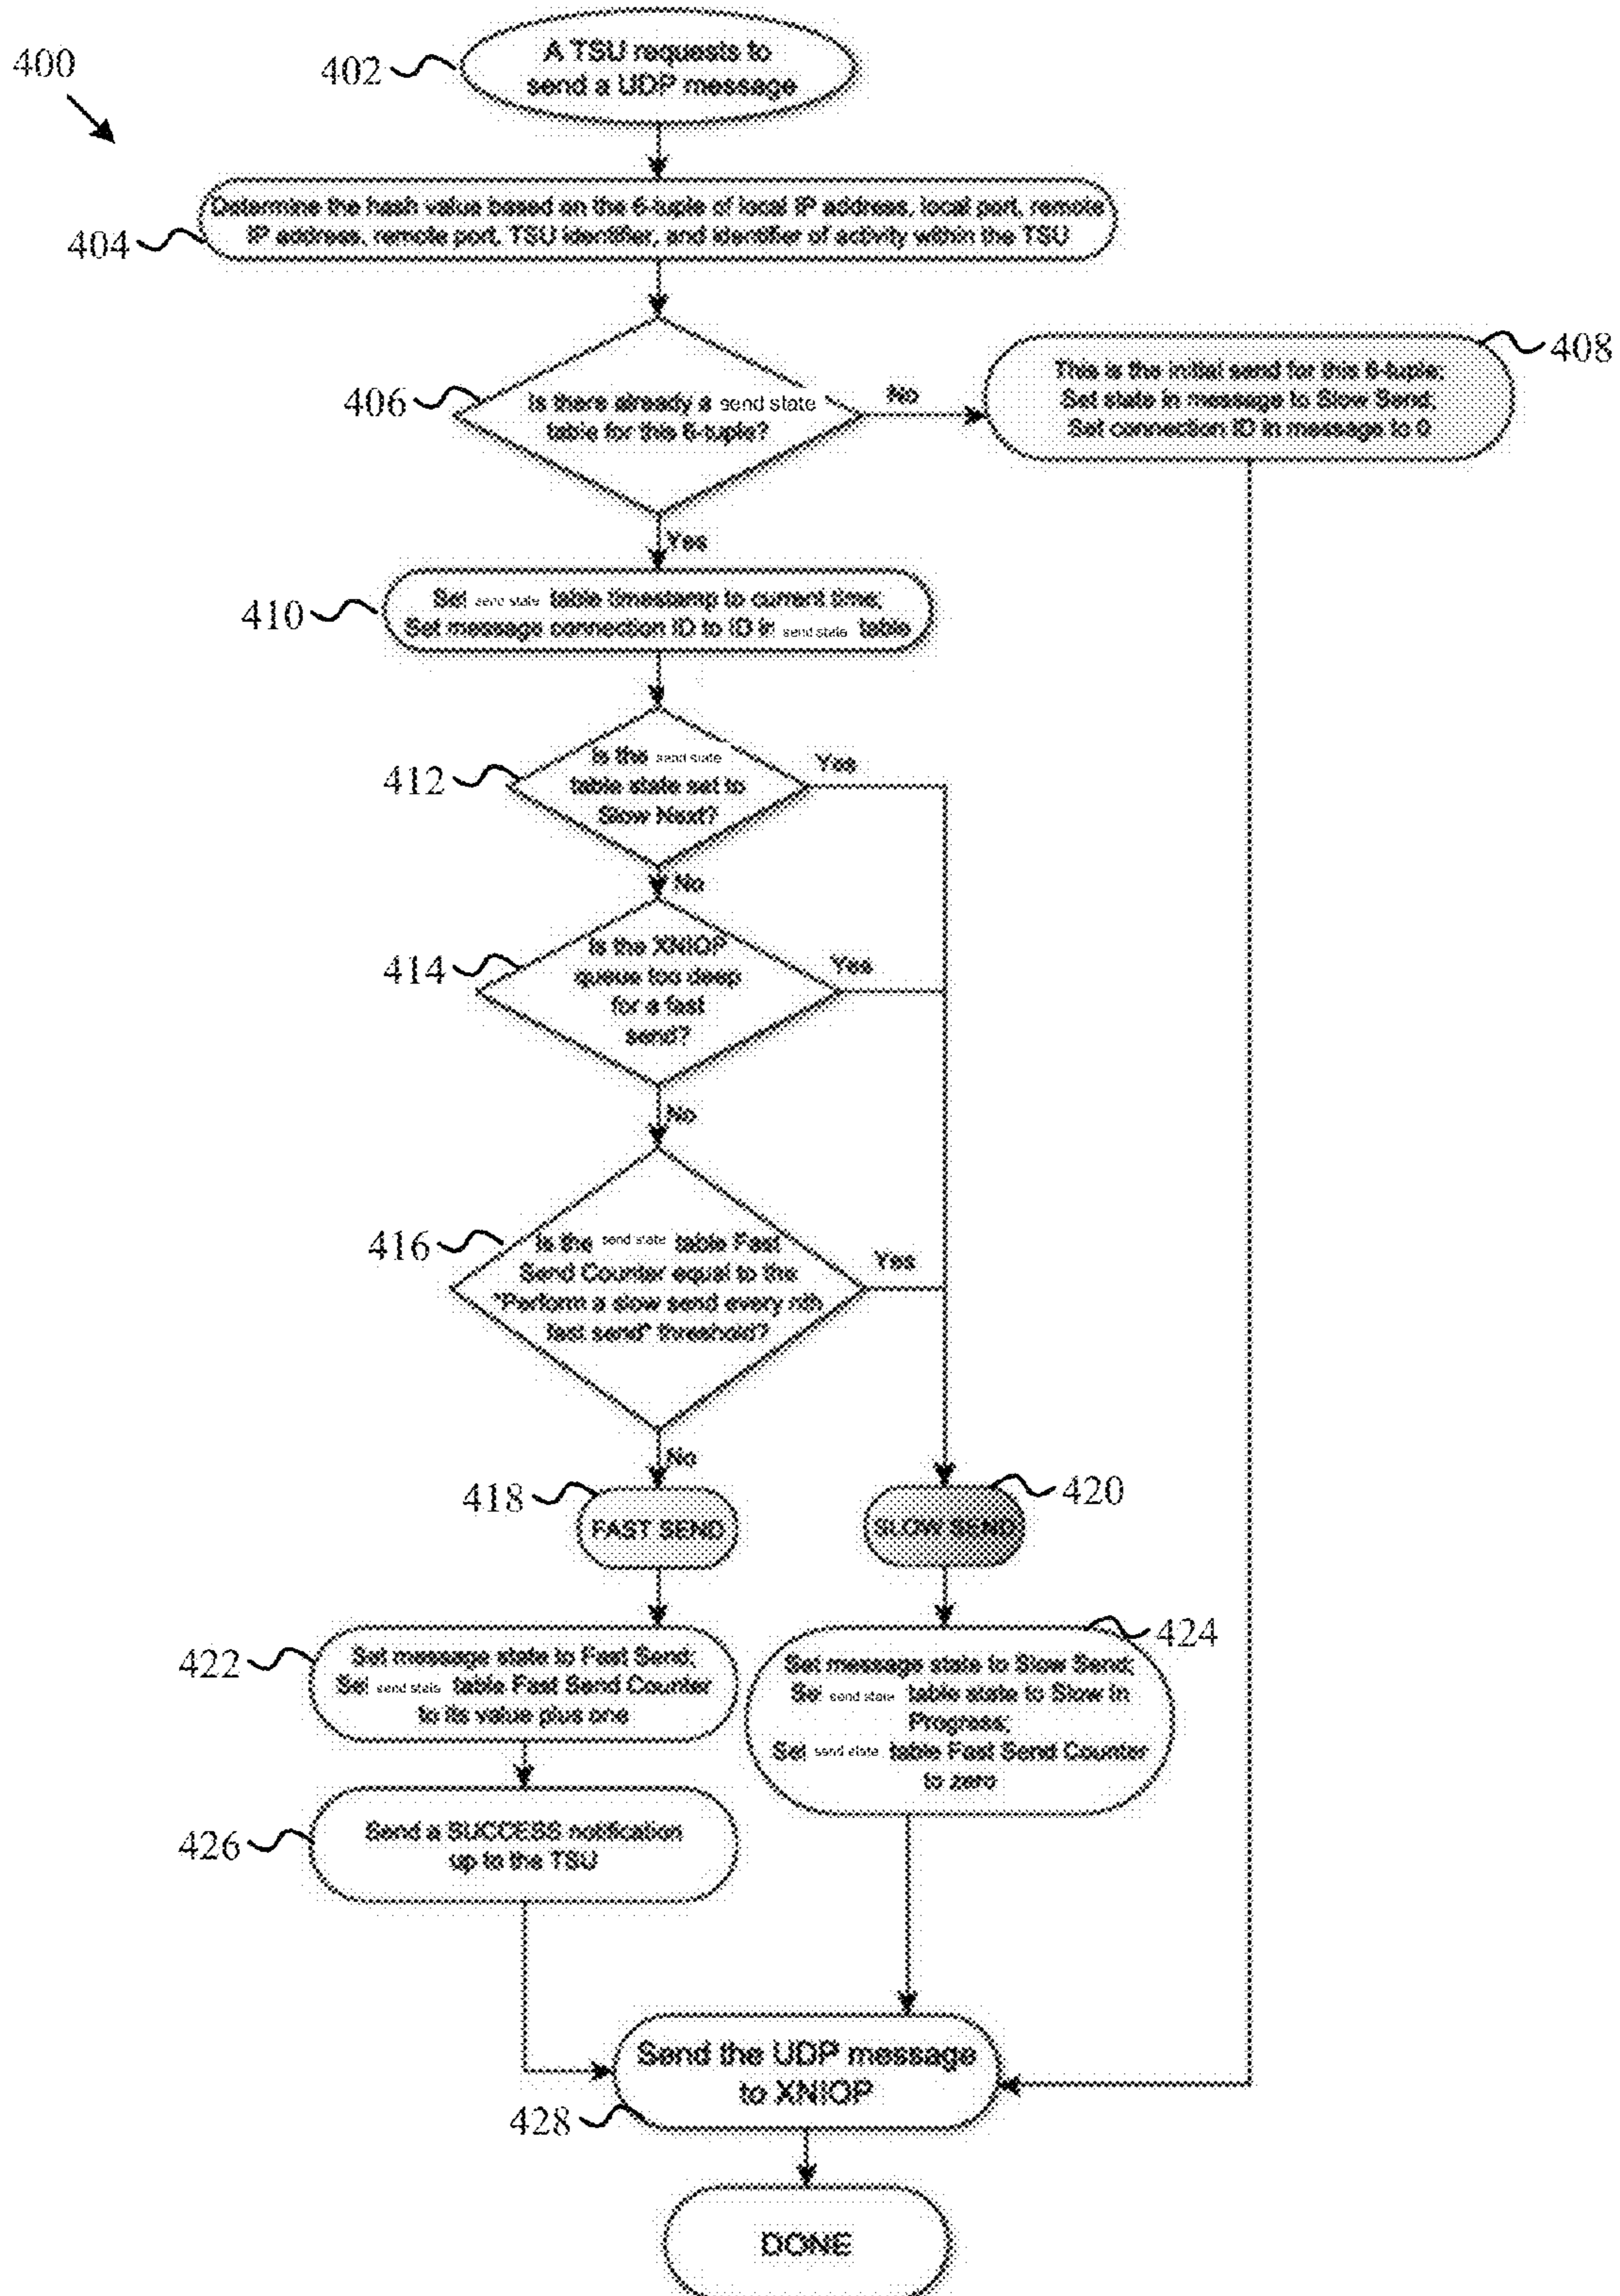 400
402
A TSU requests to
send a UDP message
404
Determine the hash value based on the 6-tuple of local IP address, local port, remote
IP address, remote port, TSU identifier, and identifier of activity within the TSU
406
Is there already a send state
table for this 6-tuple?
No
408
This is the initial send for this 6-tuple;
Set state in message to Slow Send;
Set connection ID in message to 0
Yes
410
Set send state table timestamp to current time;
Set message connection ID to ID in send state table
412
Is the send state
table state set to
Slow Next?
Yes
No
414
Is the XNIOP
queue too deep
for a fast
send?
Yes
No
416
Is the send state table Fast
Send Counter equal to the
"Perform a slow send every nth
fast send" threshold?
Yes
No
418
FAST SEND
420
SLOW SEND
422
Set message state to Fast Send;
Set send state table Fast Send Counter
to its value plus one
424
Set message state to Slow Send;
Set send state table state to Slow In
Progress;
Set send state table Fast Send Counter
to zero
426
Send a SUCCESS notification
up to the TSU
Send the UDP message
to XNIOP
428
DONE